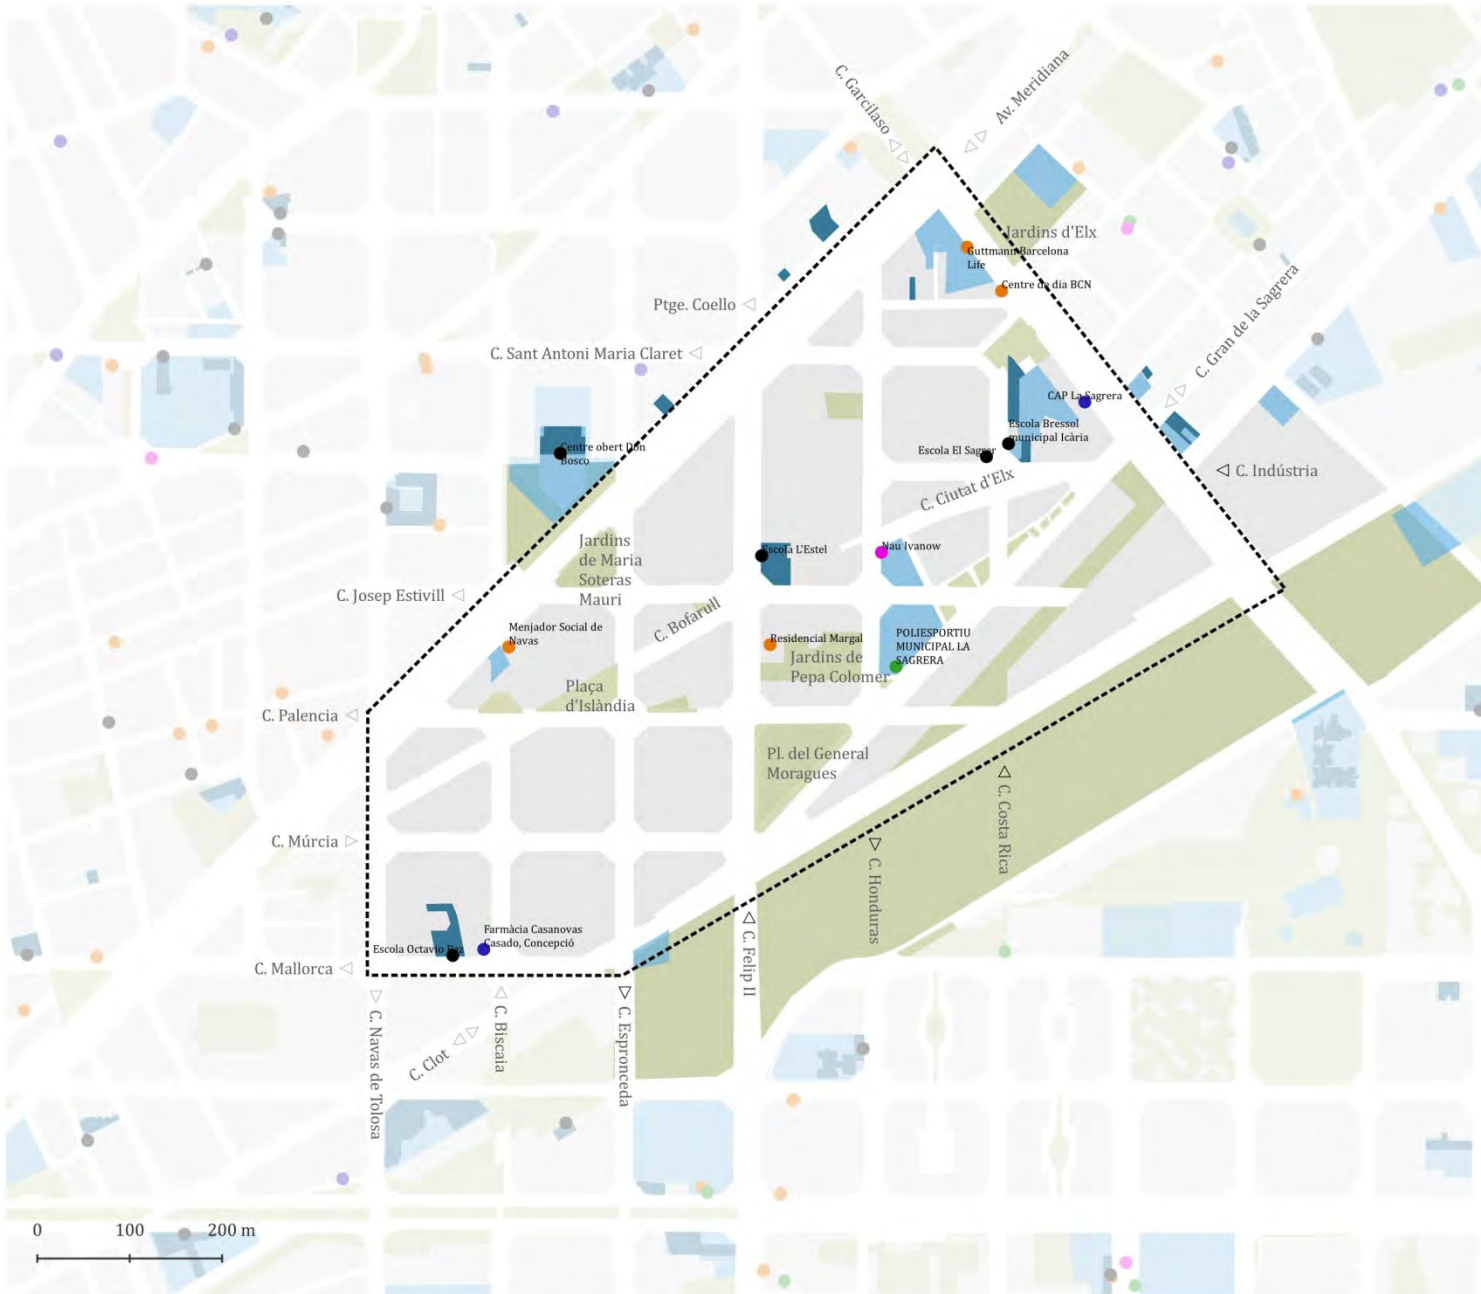 C. Garcilaso
Av. Meridiana
Jardins d'Elx
Guttmann Barcelona
Life
Centre de dia BCN
Ptge. Coello
C. Gran de la Sagrera
C. Sant Antoni Maria Claret
CAP La Sagrera
Escola Bressol
municipal Icària
Escola El Sagrer
Centre obert Don
Bosco
C. Indústria
C. Ciutat d'Elx
Jardins
de Maria
Soteras
Mauri
Escola L'Estel
Nau Ivanow
C. Josep Estivill
C. Bofarull
Menjador Social de
Navas
Residencial Margal
POLIESPORTIU
MUNICIPAL LA
SAGRERA
Jardins de
Pepa Colomer
Plaça
d'Islàndia
C. Palencia
Pl. del General
Moragues
C. Costa Rica
C. Múrcia
C. Honduras
Farmàcia Casanovas
Casado, Concepció
Escola Octavio Paz
C. Mallorca
C. Felip II
C. Navas de Tolosa
C. Clot
C. Biscaia
C. Espronceda
0 100 200 m